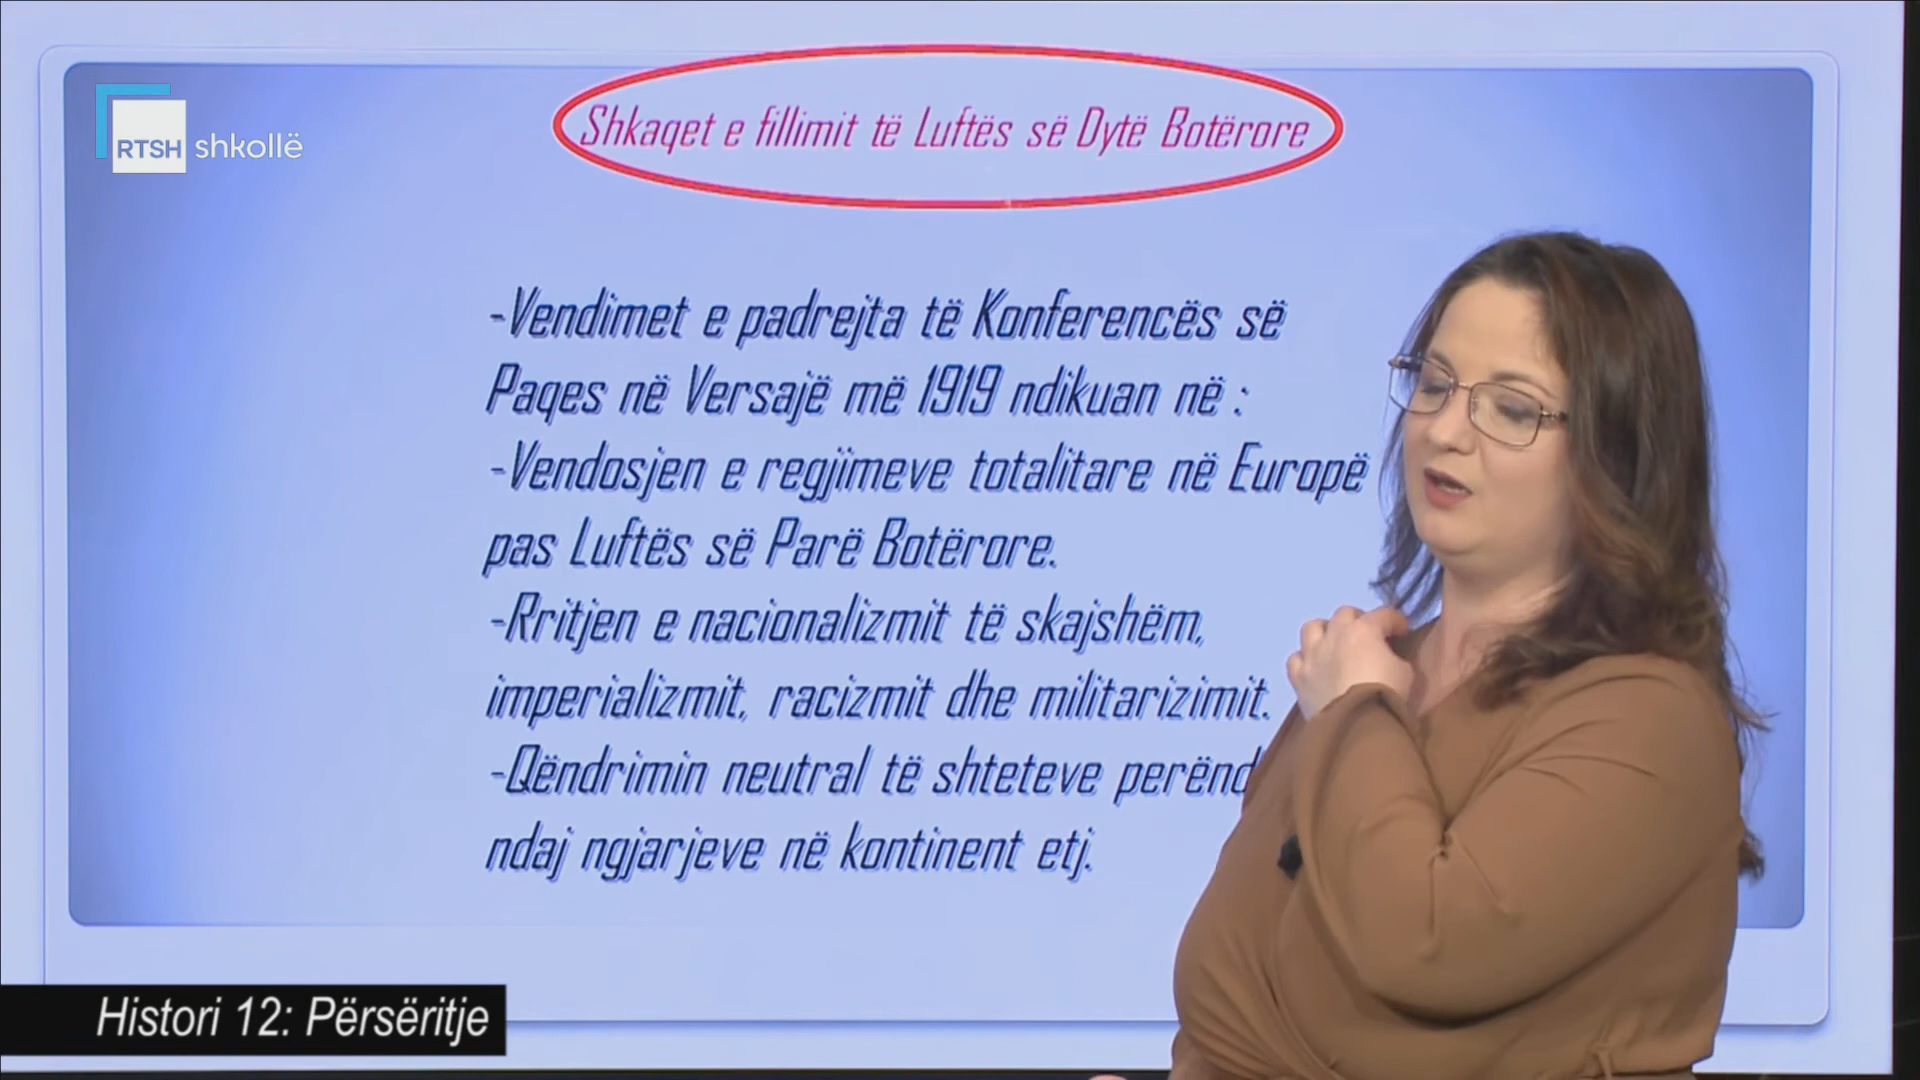 RTSH shkollë
Shkaqet e fillimit të Luftës së Dytë Botërore
-Vendimet e padrejta të Konferencës së
Paqes në Versajë më 1919 ndikuan në :
-Vendosjen e regjimeve totalitare në Europë
pas Luftës së Parë Botërore.
-Rritjen e nacionalizmit të skajshëm,
imperializmit, racizmit dhe militarizimit.
-Qëndrimin neutral të shteteve
ndaj ngjarjeve në kontinent etj.
Histori 12: Përsëritje